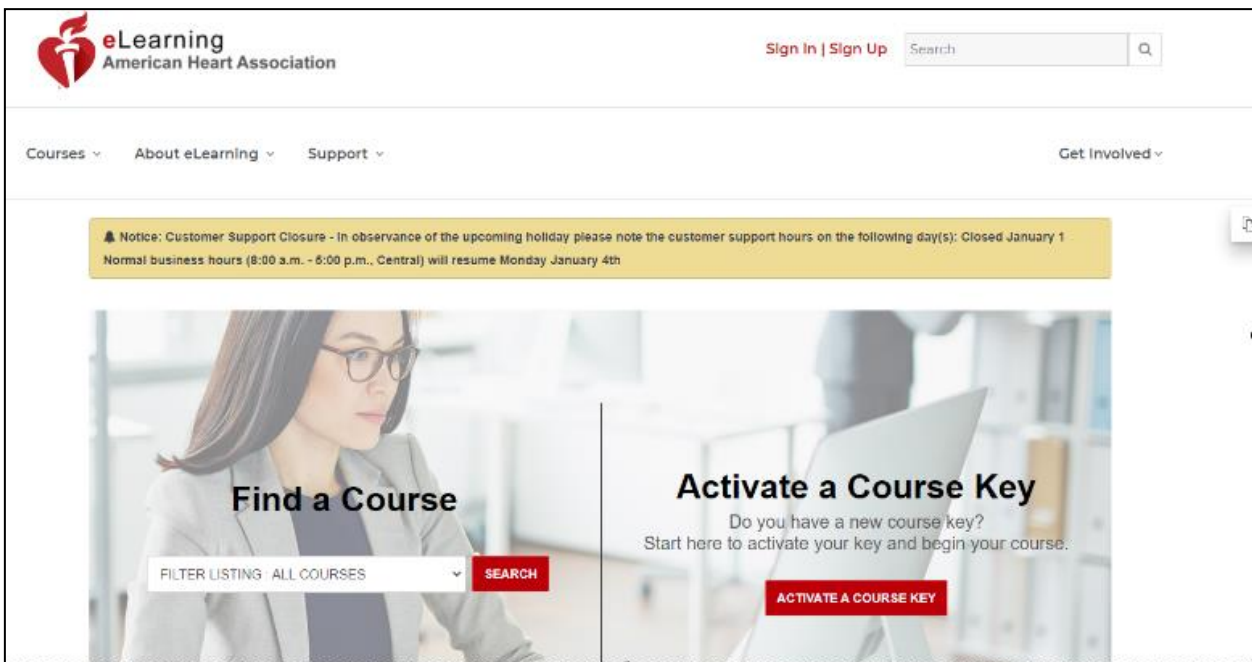 eLearning
American Heart Association
Sign In | Sign Up
Search
Courses
About eLearning
Support
Get Involved
Notice: Customer Support Closure - In observance of the upcoming holiday please note the customer support hours on the following day(s): Closed January 1
Normal business hours (8:00 a.m. - 5:00 p.m., Central) will resume Monday January 4th
Find a Course
FILTER LISTING : ALL COURSES
SEARCH
Activate a Course Key
Do you have a new course key?
Start here to activate your key and begin your course.
ACTIVATE A COURSE KEY